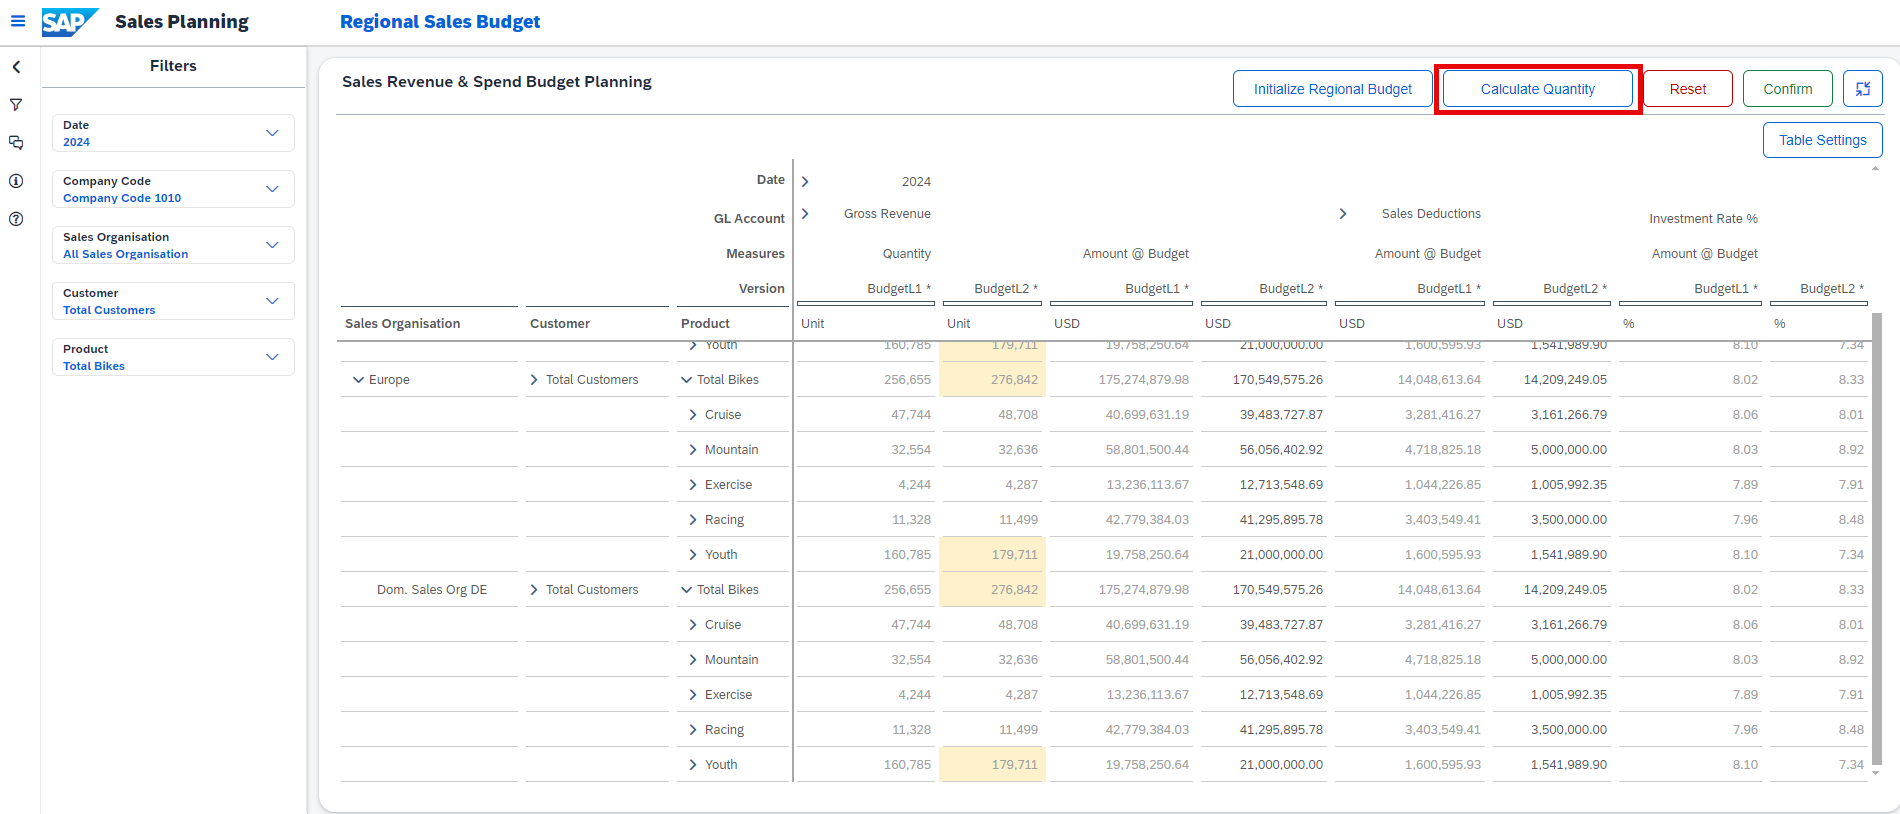 SAP Sales Planning Regional Sales Budget
Filters
Date
2024
Company Code
Company Code 1010
Sales Organisation
All Sales Organisation
Customer
Total Customers
Product
Total Bikes
Sales Revenue & Spend Budget Planning
Initialize Regional Budget Calculate Quantity Reset Confirm
Table Settings
Date 2024
GL Account Gross Revenue Sales Deductions Investment Rate %
Measures Quantity Amount @ Budget Amount @ Budget Amount @ Budget
Version BudgetL1 * BudgetL2 * BudgetL1 * BudgetL2 * BudgetL1 * BudgetL2 * BudgetL1 * BudgetL2 *
Sales Organisation Customer Product Unit Unit USD USD USD USD % %
Youth 160,785 179,711 19,758,250.64 21,000,000.00 1,600,595.93 1,541,989.90 8.10 7.34
Europe Total Customers Total Bikes 256,655 276,842 175,274,879.98 170,549,575.26 14,048,613.64 14,209,249.05 8.02 8.33
Cruise 47,744 48,708 40,699,631.19 39,483,727.87 3,281,416.27 3,161,266.79 8.06 8.01
Mountain 32,554 32,636 58,801,500.44 56,056,402.92 4,718,825.18 5,000,000.00 8.03 8.92
Exercise 4,244 4,287 13,236,113.67 12,713,548.69 1,044,226.85 1,005,992.35 7.89 7.91
Racing 11,328 11,499 42,779,384.03 41,295,895.78 3,403,549.41 3,500,000.00 7.96 8.48
Youth 160,785 179,711 19,758,250.64 21,000,000.00 1,600,595.93 1,541,989.90 8.10 7.34
Dom. Sales Org DE Total Customers Total Bikes 256,655 276,842 175,274,879.98 170,549,575.26 14,048,613.64 14,209,249.05 8.02 8.33
Cruise 47,744 48,708 40,699,631.19 39,483,727.87 3,281,416.27 3,161,266.79 8.06 8.01
Mountain 32,554 32,636 58,801,500.44 56,056,402.92 4,718,825.18 5,000,000.00 8.03 8.92
Exercise 4,244 4,287 13,236,113.67 12,713,548.69 1,044,226.85 1,005,992.35 7.89 7.91
Racing 11,328 11,499 42,779,384.03 41,295,895.78 3,403,549.41 3,500,000.00 7.96 8.48
Youth 160,785 179,711 19,758,250.64 21,000,000.00 1,600,595.93 1,541,989.90 8.10 7.34